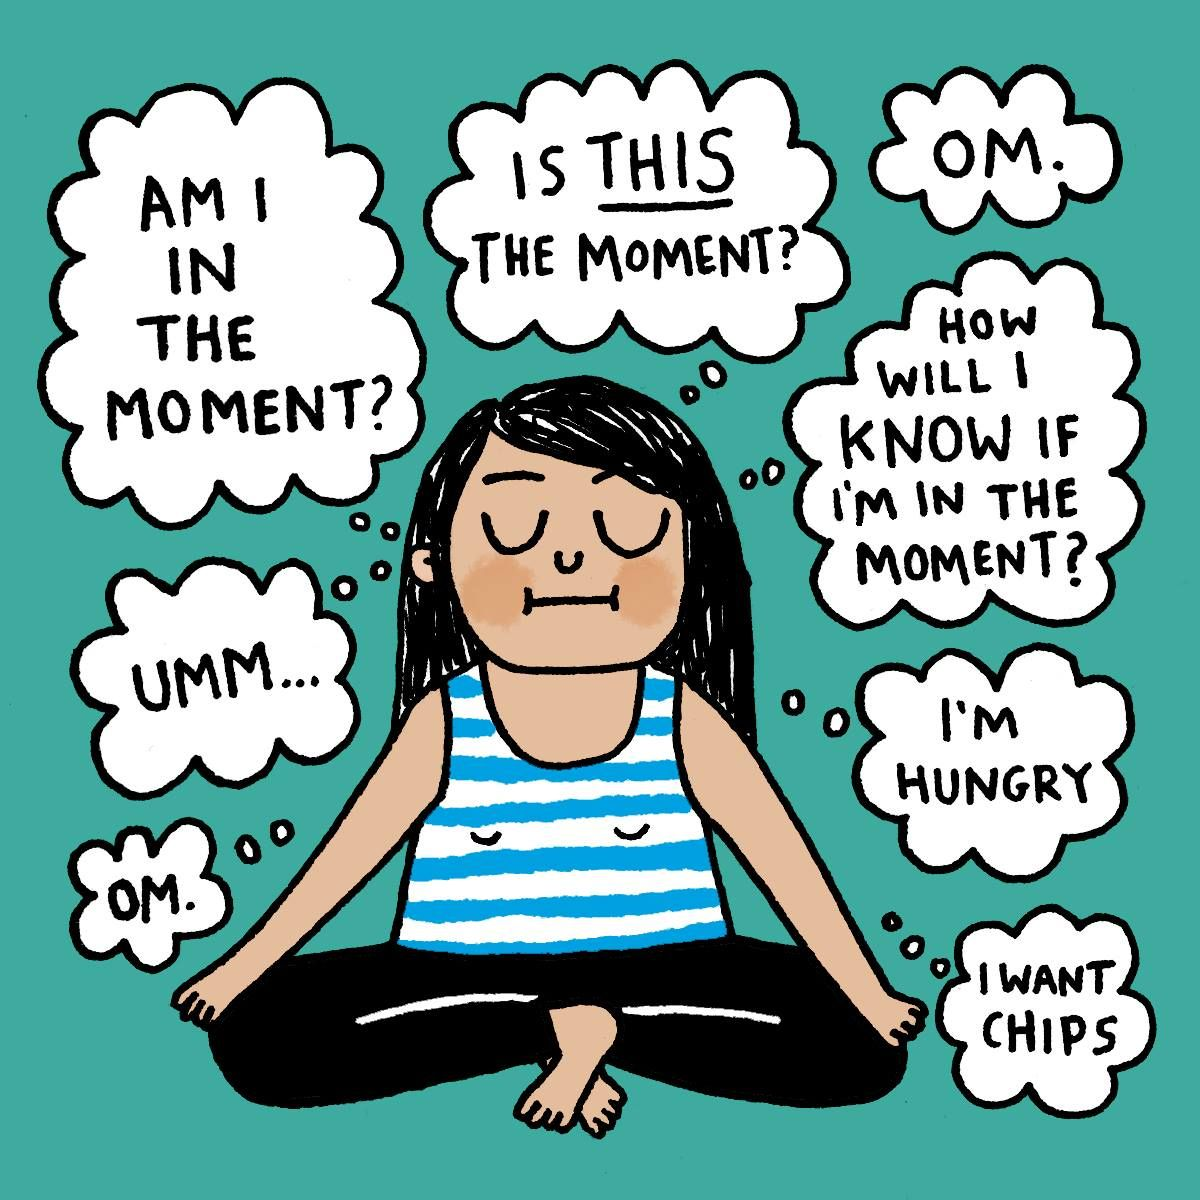 AM I
IN
THE
MOMENT?
IS THIS
THE MOMENT?
OM.
HOW
WILL I
KNOW IF
I'M IN THE
MOMENT?
UMM...
I'M
HUNGRY
OM.
I WANT
CHIPS